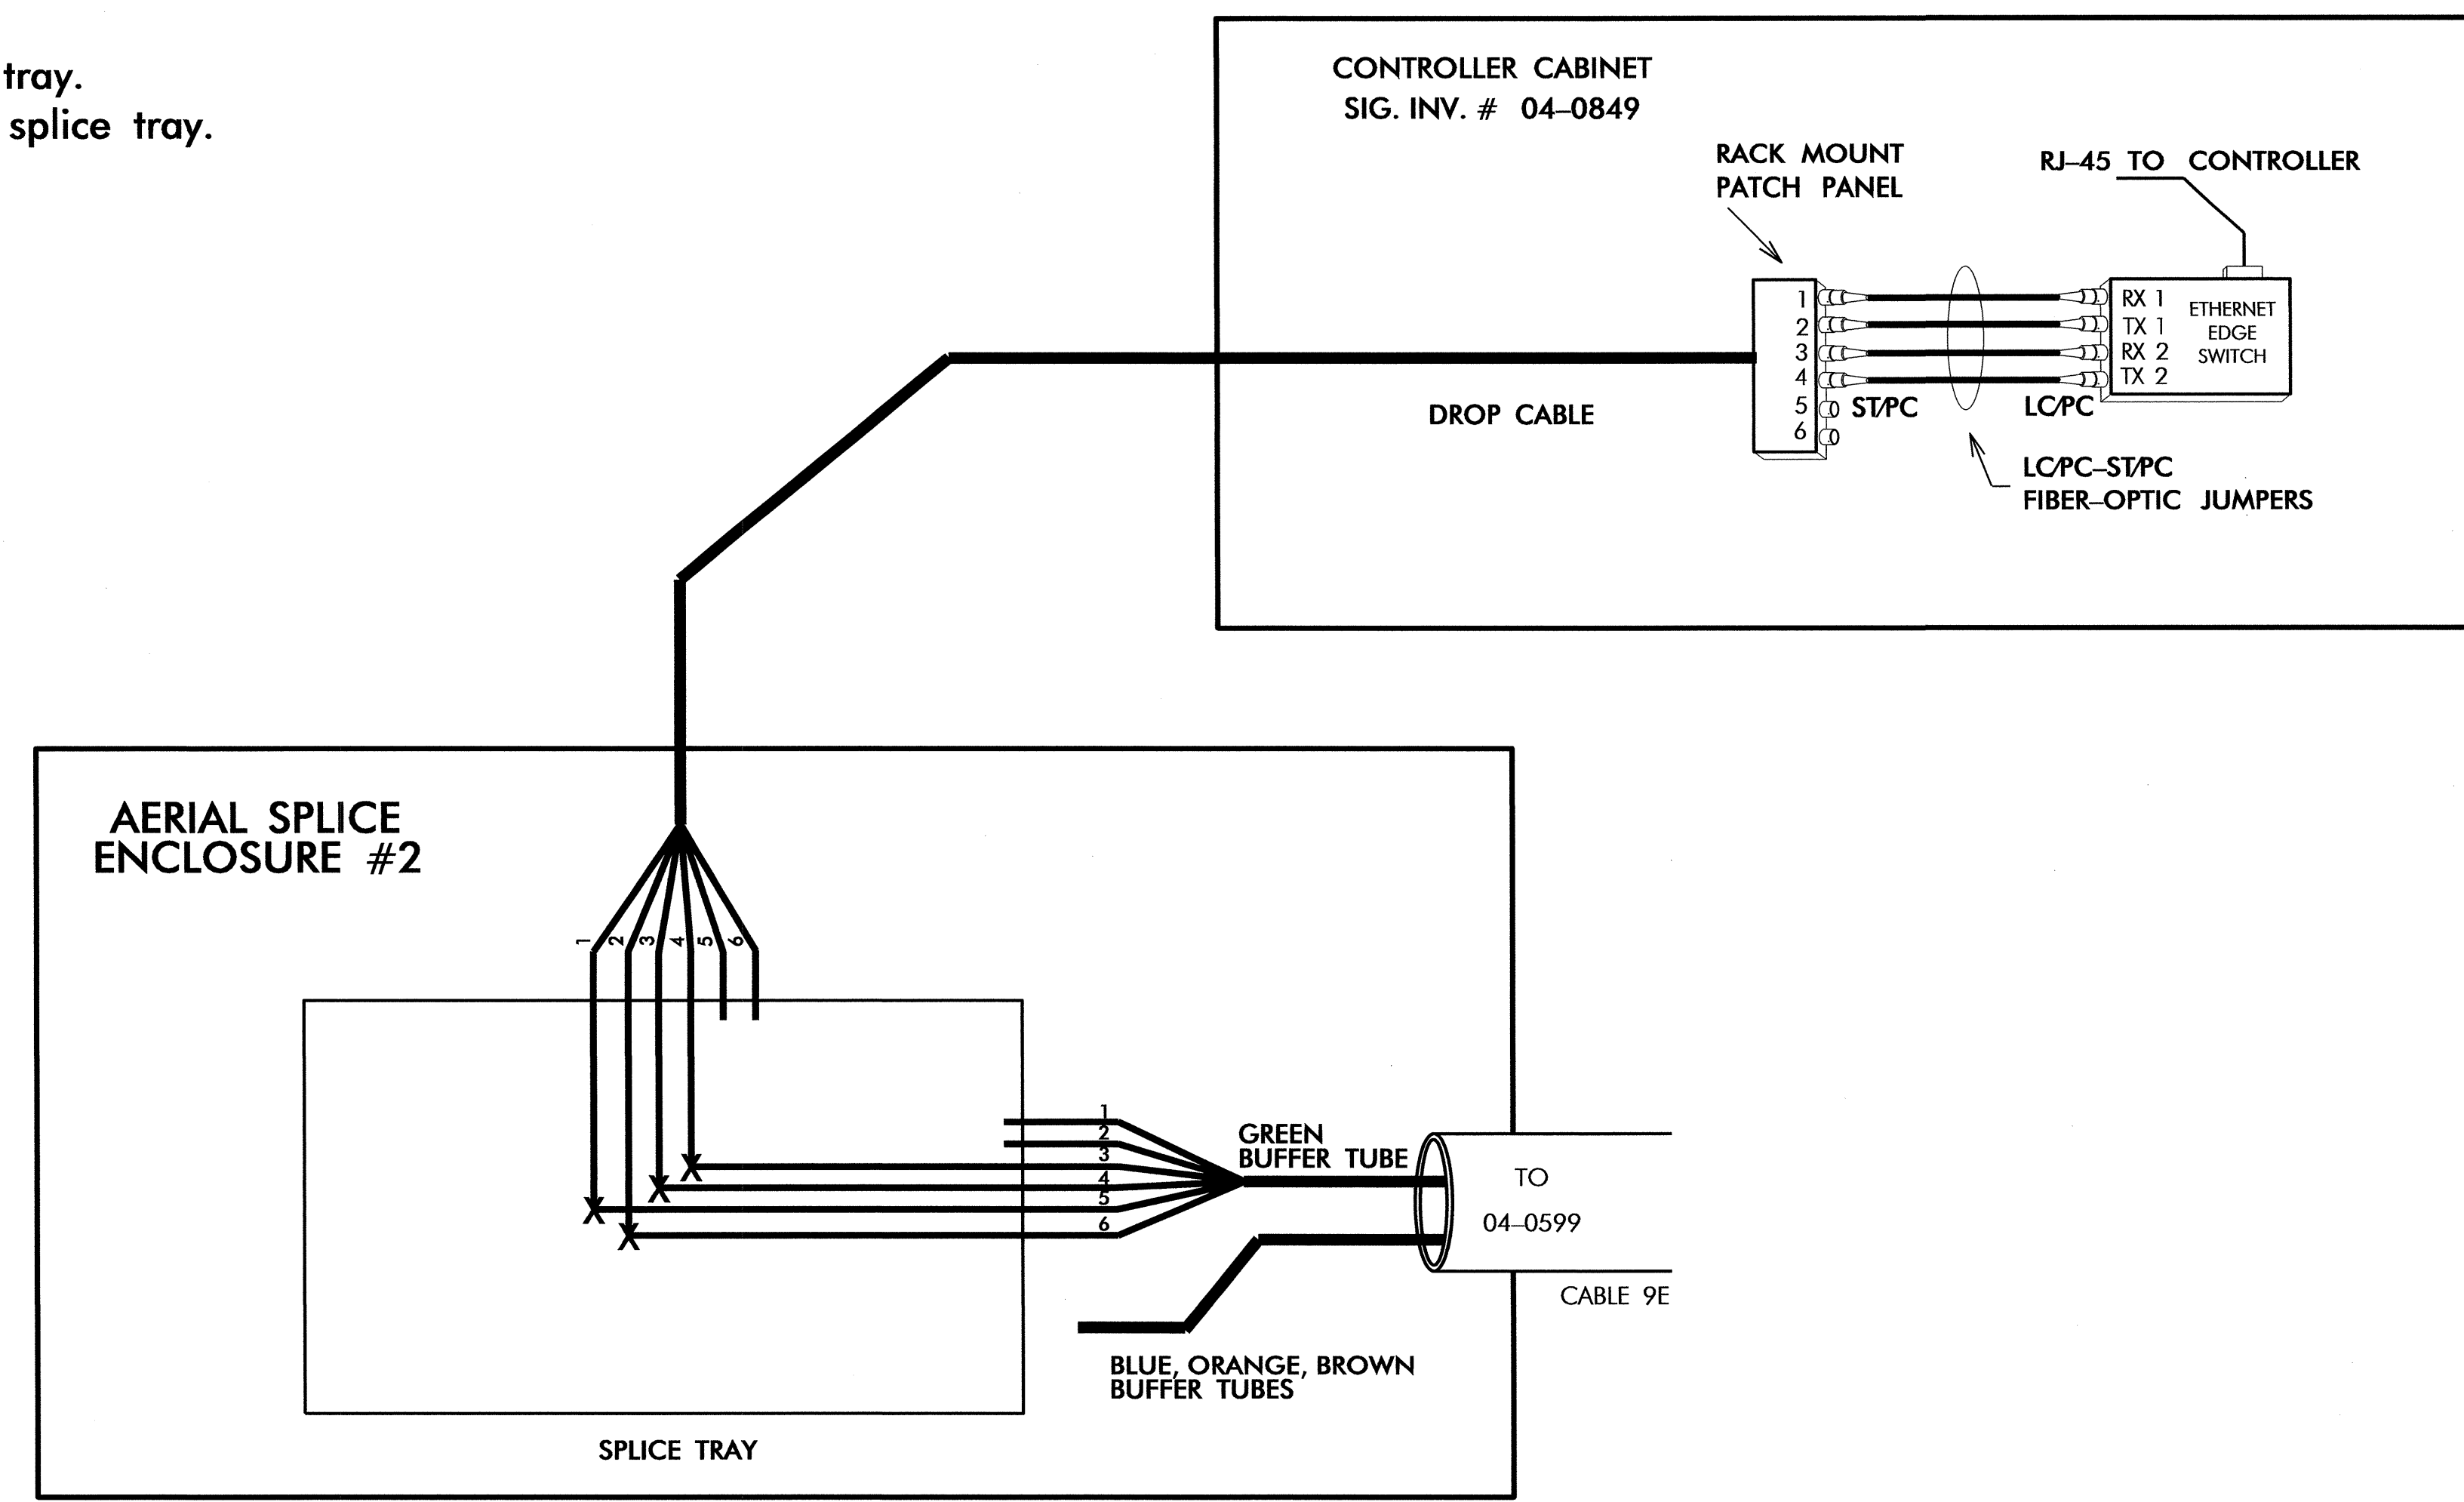 tray.
splice tray.
CONTROLLER CABINET
SIG. INV. # 04-0849
RACK MOUNT
PATCH PANEL
RJ-45 TO CONTROLLER
1
2
3
4
5
6
RX 1
TX 1
RX 2
TX 2
ETHERNET
EDGE
SWITCH
ST/PC
LC/PC
DROP CABLE
LC/PC-ST/PC
FIBER-OPTIC JUMPERS
AERIAL SPLICE
ENCLOSURE #2
1 2 3 4 5 6
1
2
3
4
5
6
GREEN
BUFFER TUBE
TO
04-0599
CABLE 9E
BLUE, ORANGE, BROWN
BUFFER TUBES
SPLICE TRAY